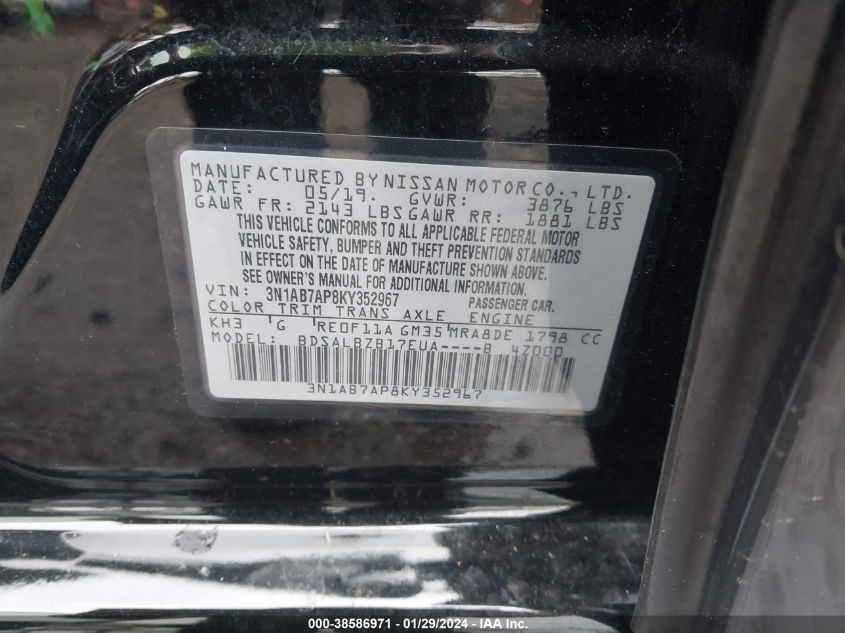 MANUFACTURED BY NISSAN MOTOR CO., LTD.
DATE: 05/19. GVWR: 3876 LBS
GAWR FR: 2143 LBS GAWR RR: 1881 LBS
THIS VEHICLE CONFORMS TO ALL APPLICABLE FEDERAL MOTOR
VEHICLE SAFETY, BUMPER AND THEFT PREVENTION STANDARDS
IN EFFECT ON THE DATE OF MANUFACTURE SHOWN ABOVE.
SEE OWNER'S MANUAL FOR ADDITIONAL INFORMATION.
VIN: 3N1AB7AP8KY352967 PASSENGER CAR.
COLOR TRIM TRANS AXLE ENGINE
KH3 G RE0F11A GM35 MRA8DE 1798 CC
MODEL: BDSALBZB17EUA----B 4Z000
3N1AB7AP8KY352967
000-38586971 - 01/29/2024 - IAA Inc.